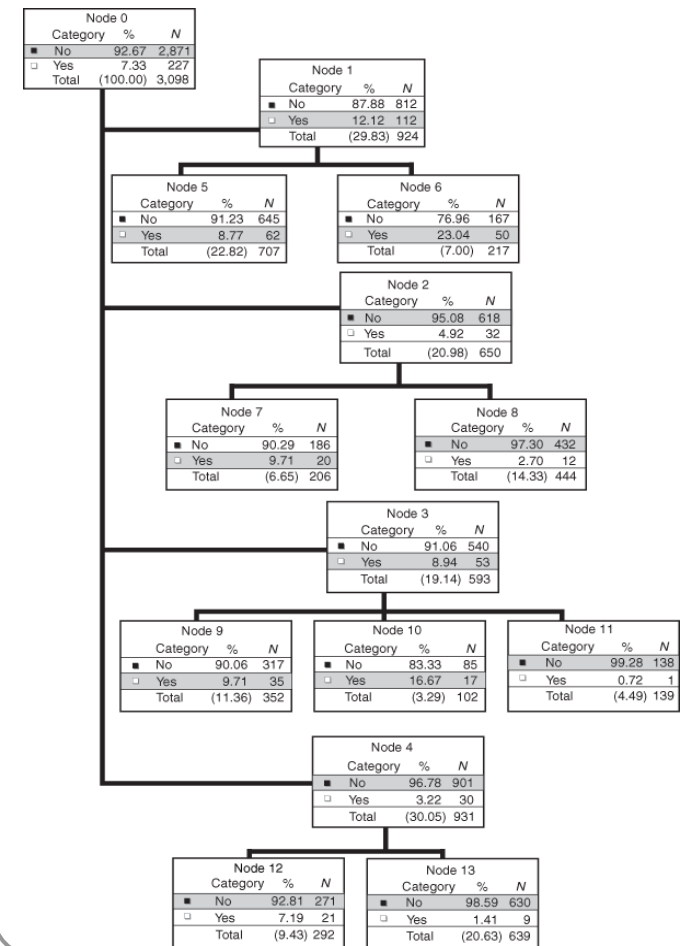 Node 0
Category % N
No 92.67 2,871
Yes 7.33 227
Total (100.00) 3,098
Node 1
Category % N
No 87.88 812
Yes 12.12 112
Total (29.83) 924
Node 5
Category % N
No 91.23 645
Yes 8.77 62
Total (22.82) 707
Node 6
Category % N
No 76.96 167
Yes 23.04 50
Total (7.00) 217
Node 2
Category % N
No 95.08 618
Yes 4.92 32
Total (20.98) 650
Node 7
Category % N
No 90.29 186
Yes 9.71 20
Total (6.65) 206
Node 8
Category % N
No 97.30 432
Yes 2.70 12
Total (14.33) 444
Node 3
Category % N
No 91.06 540
Yes 8.94 53
Total (19.14) 593
Node 9
Category % N
No 90.06 317
Yes 9.71 35
Total (11.36) 352
Node 10
Category % N
No 83.33 85
Yes 16.67 17
Total (3.29) 102
Node 11
Category % N
No 99.28 138
Yes 0.72 1
Total (4.49) 139
Node 4
Category % N
No 96.78 901
Yes 3.22 30
Total (30.05) 931
Node 12
Category % N
No 92.81 271
Yes 7.19 21
Total (9.43) 292
Node 13
Category % N
No 98.59 630
Yes 1.41 9
Total (20.63) 639